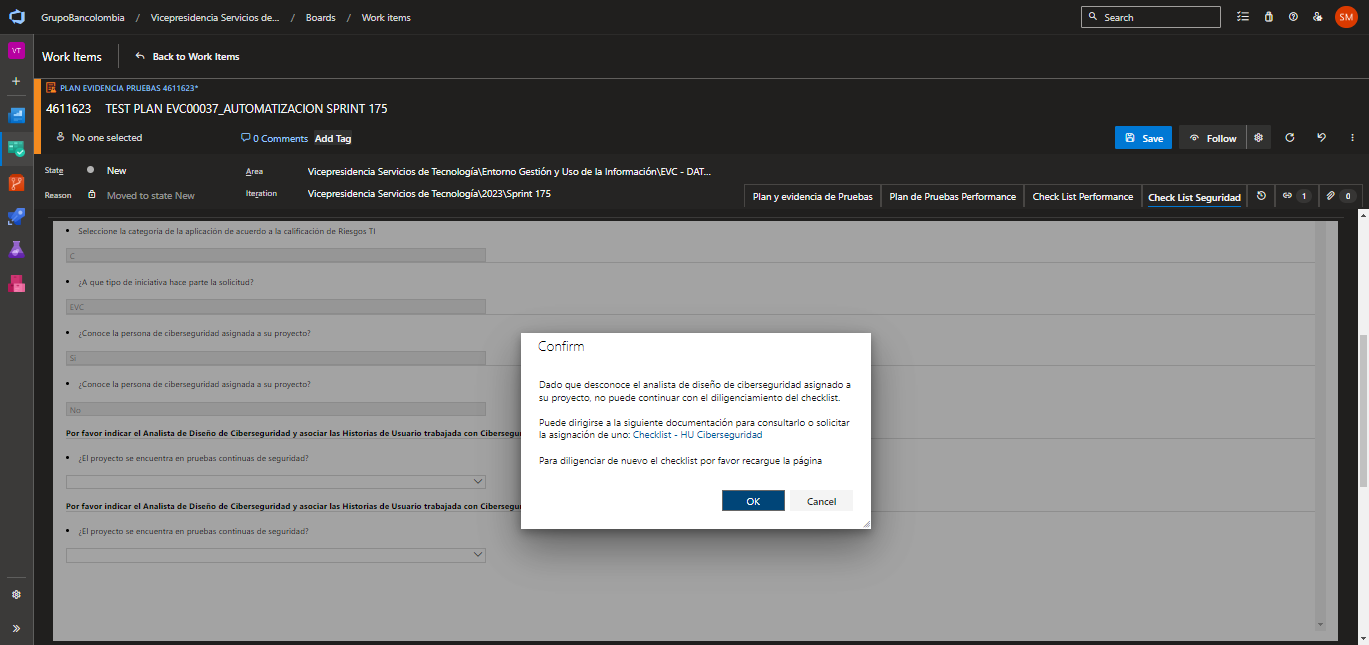 GrupoBancolombia / Vicepresidencia Servicios de... / Boards / Work items
Search
SM
VT
Work Items
Back to Work Items
PLAN EVIDENCIA PRUEBAS 4611623*
4611623 TEST PLAN EVC00037_AUTOMATIZACION SPRINT 175
No one selected
0 Comments
Add Tag
Save
Follow
State
New
Area
Vicepresidencia Servicios de Tecnología\Entorno Gestión y Uso de la Información\EVC - DAT...
Reason
Moved to state New
Iteration
Vicepresidencia Servicios de Tecnología\2023\Sprint 175
Plan y evidencia de Pruebas
Plan de Pruebas Performance
Check List Performance
Check List Seguridad
1
0
• Seleccione la categoria de la aplicación de acuerdo a la calificación de Riesgos TI
C
• ¿A que tipo de iniciativa hace parte la solicitud?
EVC
• ¿Conoce la persona de ciberseguridad asignada a su proyecto?
Si
• ¿Conoce la persona de ciberseguridad asignada a su proyecto?
No
Por favor indicar el Analista de Diseño de Ciberseguridad y asociar las Historias de Usuario trabajada con Cibersegu
• ¿El proyecto se encuentra en pruebas continuas de seguridad?
Por favor indicar el Analista de Diseño de Ciberseguridad y asociar las Historias de Usuario trabajada con Cibersegu
• ¿El proyecto se encuentra en pruebas continuas de seguridad?
Confirm
Dado que desconoce el analista de diseño de ciberseguridad asignado a
su proyecto, no puede continuar con el diligenciamiento del checklist.
Puede dirigirse a la siguiente documentación para consultarlo o solicitar
la asignación de uno: Checklist - HU Ciberseguridad
Para diligenciar de nuevo el checklist por favor recargue la página
OK
Cancel